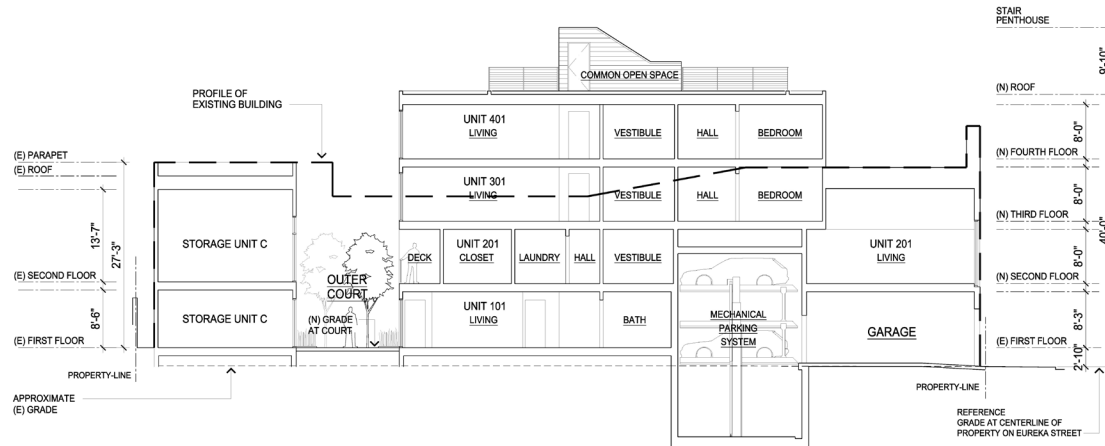 STAIR
PENTHOUSE
9'-10"
COMMON OPEN SPACE
(N) ROOF
PROFILE OF
EXISTING BUILDING
UNIT 401
LIVING
VESTIBULE
HALL
BEDROOM
8'-0"
(N) FOURTH FLOOR
(E) PARAPET
(E) ROOF
UNIT 301
LIVING
VESTIBULE
HALL
BEDROOM
8'-0"
(N) THIRD FLOOR
40'-0"
13'-7"
27'-3"
STORAGE UNIT C
DECK
UNIT 201
CLOSET
LAUNDRY
HALL
VESTIBULE
UNIT 201
LIVING
8'-0"
(E) SECOND FLOOR
(N) SECOND FLOOR
OUTER
COURT
8'-6"
STORAGE UNIT C
(N) GRADE
AT COURT
UNIT 101
LIVING
BATH
MECHANICAL
PARKING
SYSTEM
GARAGE
8'-3"
(E) FIRST FLOOR
(E) FIRST FLOOR
2'-10"
PROPERTY-LINE
PROPERTY-LINE
APPROXIMATE
(E) GRADE
REFERENCE
GRADE AT CENTERLINE OF
PROPERTY ON EUREKA STREET